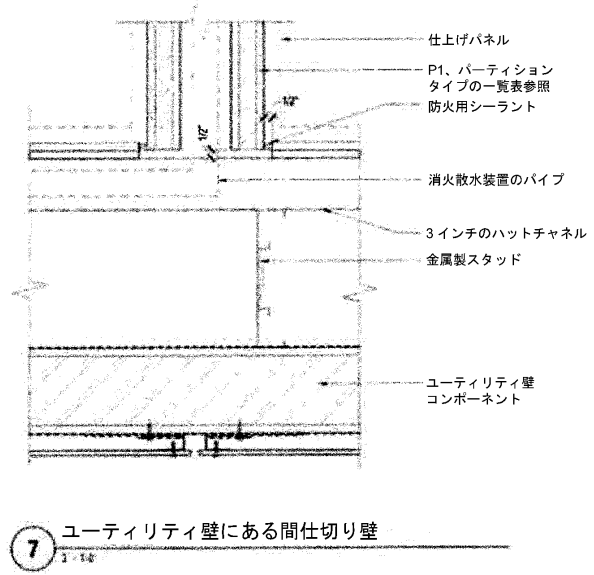 仕上げパネル
P1、パーティション
タイプの一覧表参照
1/2"
防火用シーラント
1/2"
消火散水装置のパイプ
3インチのハットチャネル
金属製スタッド
ユーティリティ壁
コンポーネント
7
ユーティリティ壁にある間仕切り壁